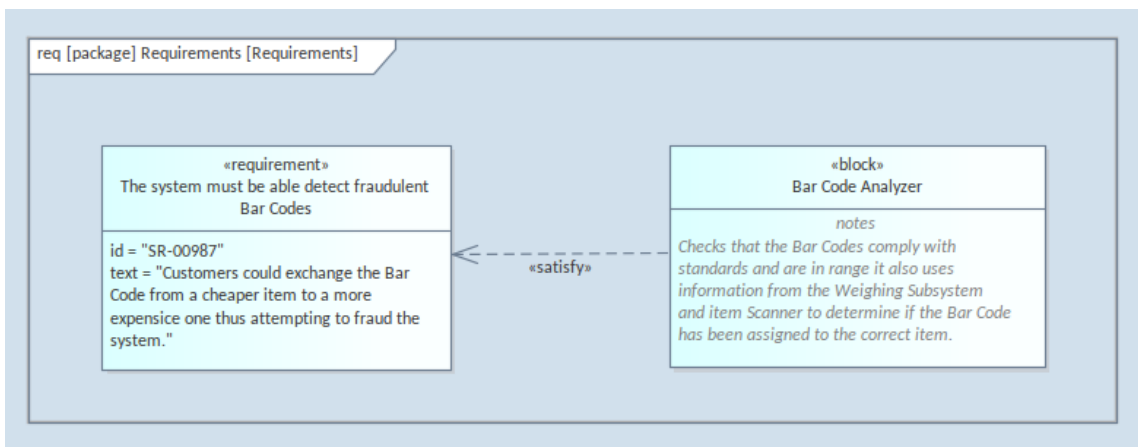 req [package] Requirements [Requirements]
«requirement»
The system must be able detect fraudulent
Bar Codes
id = "SR-00987"
text = "Customers could exchange the Bar
Code from a cheaper item to a more
expensice one thus attempting to fraud the
system."
«satisfy»
«block»
Bar Code Analyzer
notes
Checks that the Bar Codes comply with
standards and are in range it also uses
information from the Weighing Subsystem
and item Scanner to determine if the Bar Code
has been assigned to the correct item.